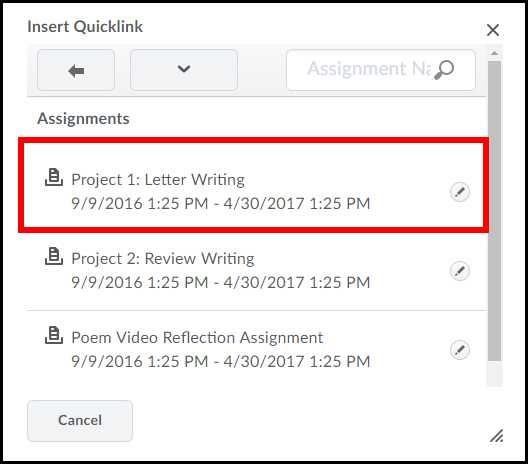 Insert Quicklink
Assignment Na
Assignments
Project 1: Letter Writing
9/9/2016 1:25 PM - 4/30/2017 1:25 PM
Project 2: Review Writing
9/9/2016 1:25 PM - 4/30/2017 1:25 PM
Poem Video Reflection Assignment
9/9/2016 1:25 PM - 4/30/2017 1:25 PM
Cancel